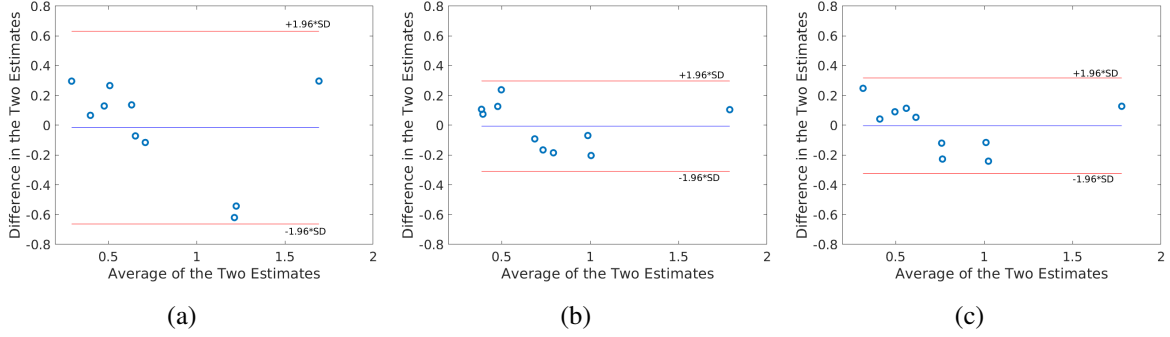 0.8
0.6
0.4
0.2
0
-0.2
-0.4
-0.6
-0.8
0.5
1
1.5
2
Difference in the Two Estimates
Average of the Two Estimates
+1.96*SD
-1.96*SD
(a)
0.8
0.6
0.4
0.2
0
-0.2
-0.4
-0.6
-0.8
0.5
1
1.5
2
Difference in the Two Estimates
Average of the Two Estimates
+1.96*SD
-1.96*SD
(b)
0.8
0.6
0.4
0.2
0
-0.2
-0.4
-0.6
-0.8
0.5
1
1.5
2
Difference in the Two Estimates
Average of the Two Estimates
+1.96*SD
-1.96*SD
(c)